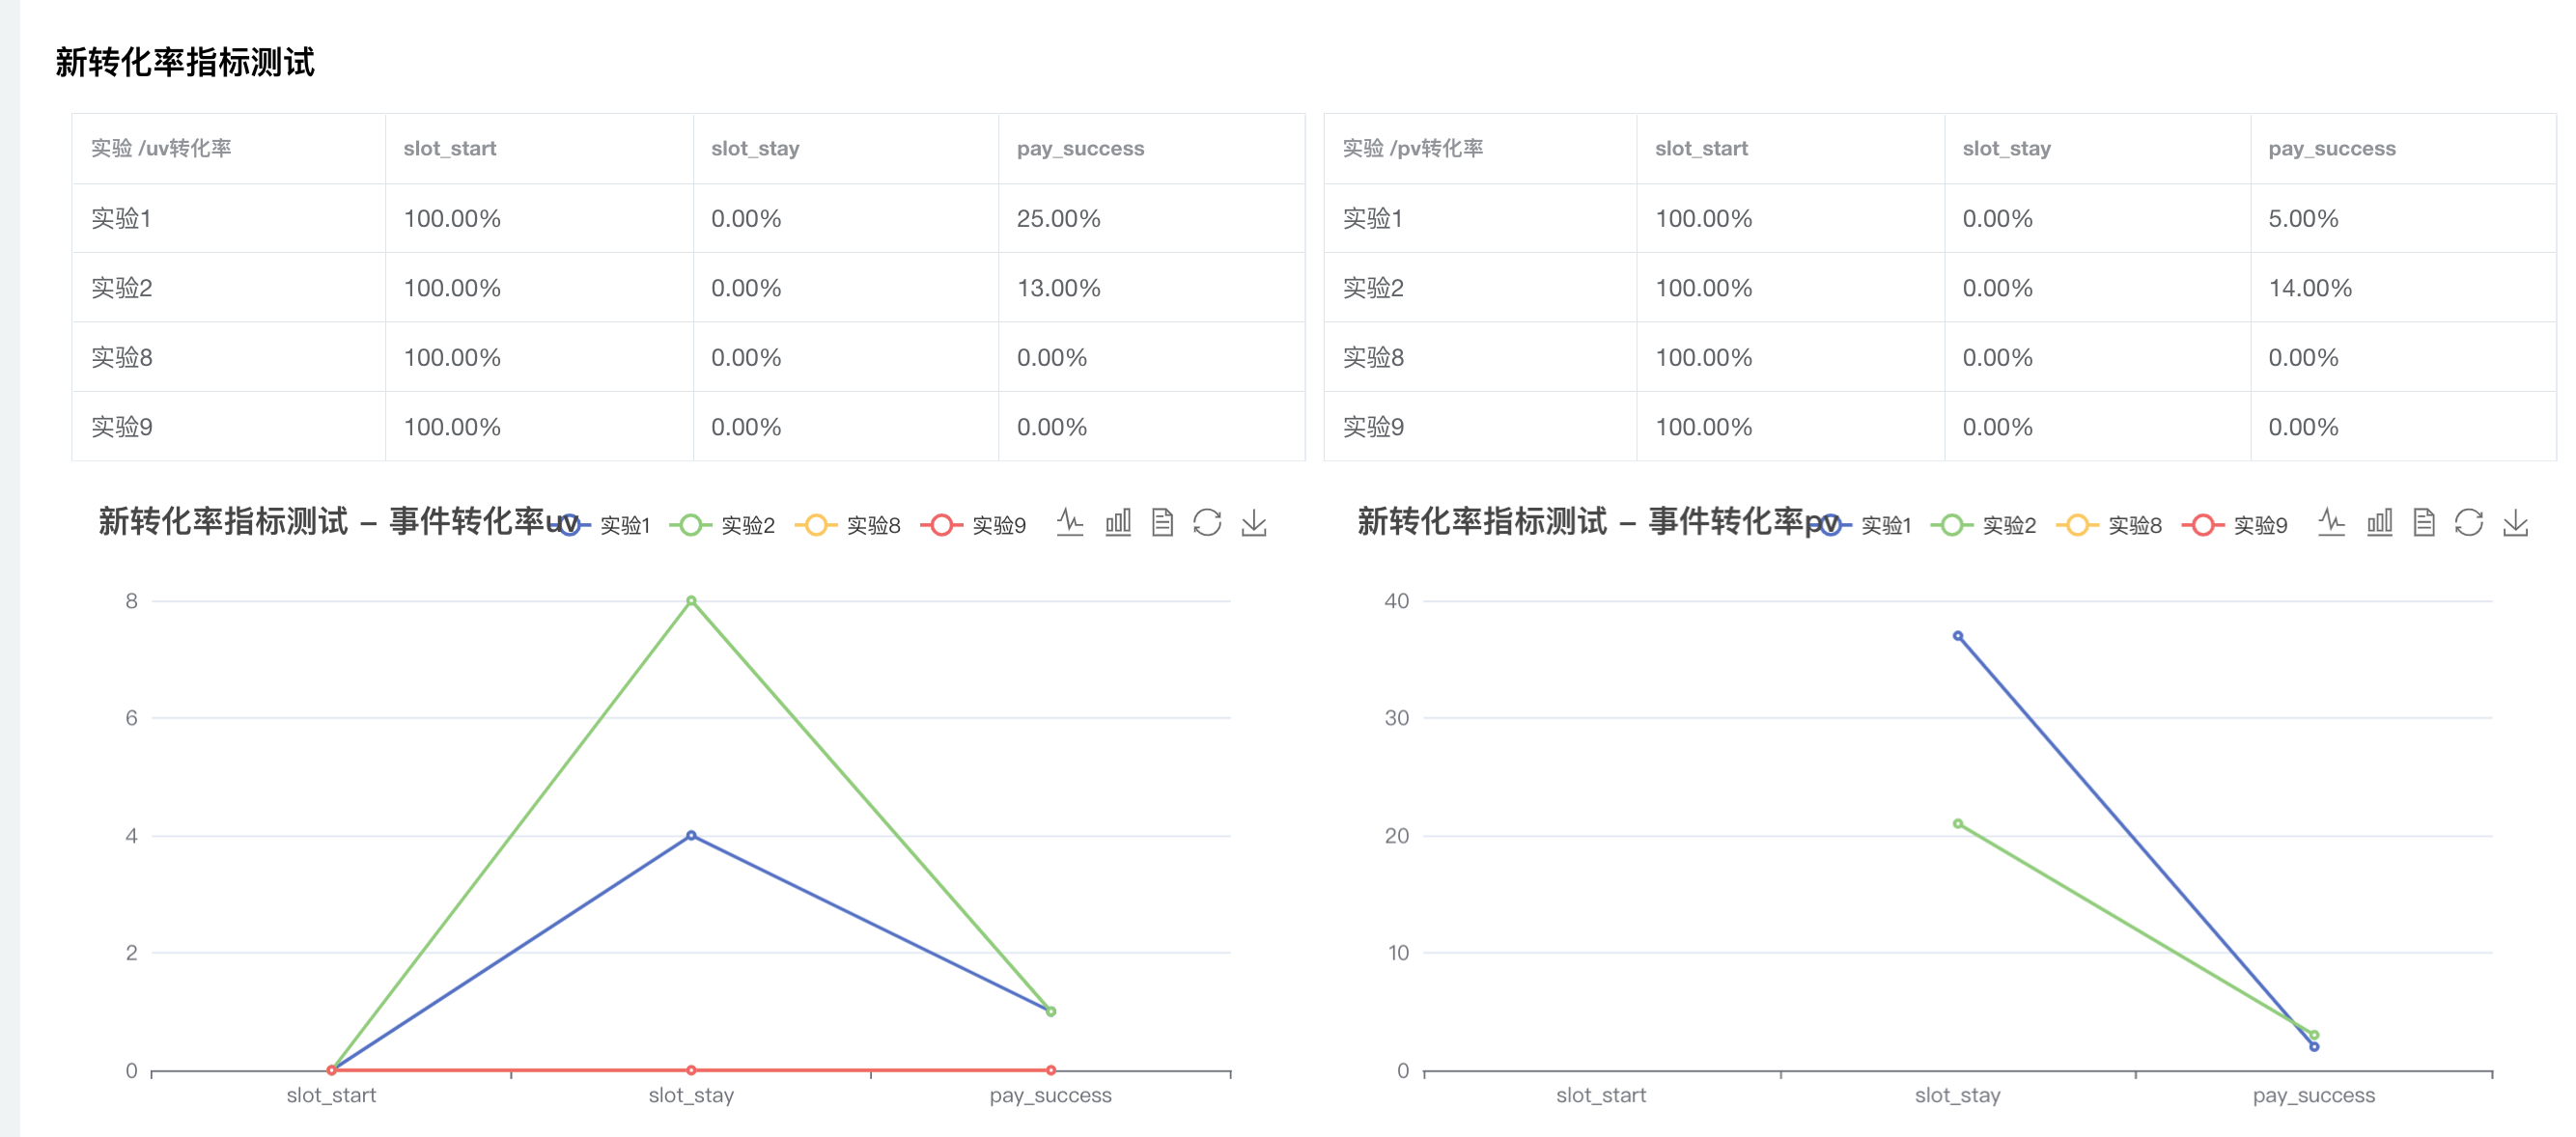 新转化率指标测试
实验 /uv转化率 slot_start slot_stay pay_success
实验1 100.00% 0.00% 25.00%
实验2 100.00% 0.00% 13.00%
实验8 100.00% 0.00% 0.00%
实验9 100.00% 0.00% 0.00%
实验 /pv转化率 slot_start slot_stay pay_success
实验1 100.00% 0.00% 5.00%
实验2 100.00% 0.00% 14.00%
实验8 100.00% 0.00% 0.00%
实验9 100.00% 0.00% 0.00%
新转化率指标测试 – 事件转化率uv 实验1 实验2 实验8 实验9
8
6
4
2
0
slot_start slot_stay pay_success
新转化率指标测试 – 事件转化率pv 实验1 实验2 实验8 实验9
40
30
20
10
0
slot_start slot_stay pay_success